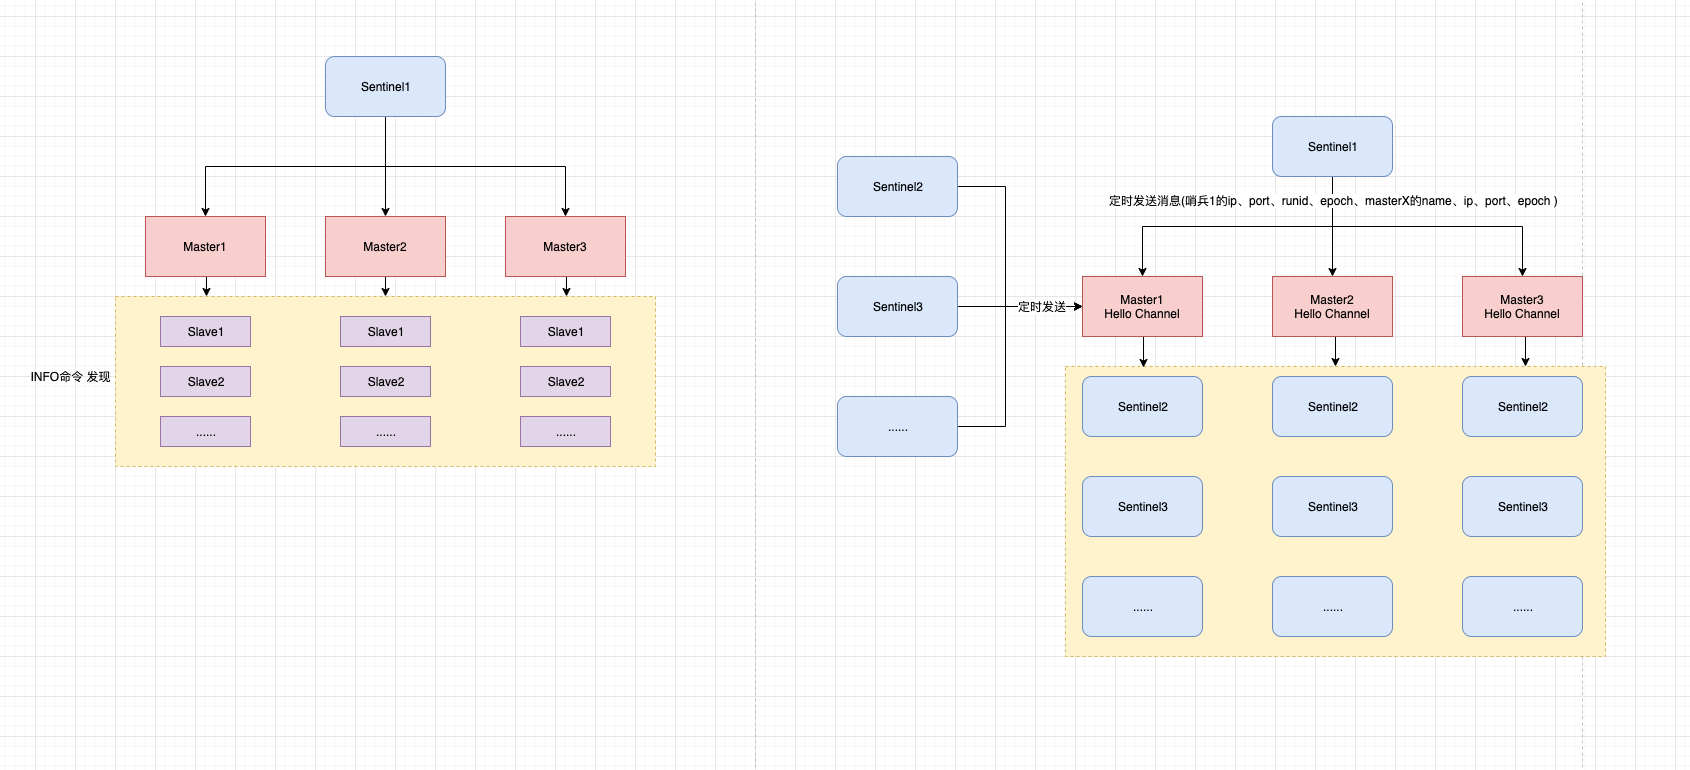 Sentinel1
Master1
Master2
Master3
INFO命令 发现
Slave1
Slave1
Slave1
Slave2
Slave2
Slave2
......
......
......
Sentinel2
Sentinel3
......
定时发送
Sentinel1
定时发送消息(哨兵1的ip、port、runid、epoch、masterX的name、ip、port、epoch )
Master1
Hello Channel
Master2
Hello Channel
Master3
Hello Channel
Sentinel2
Sentinel2
Sentinel2
Sentinel3
Sentinel3
Sentinel3
......
......
......